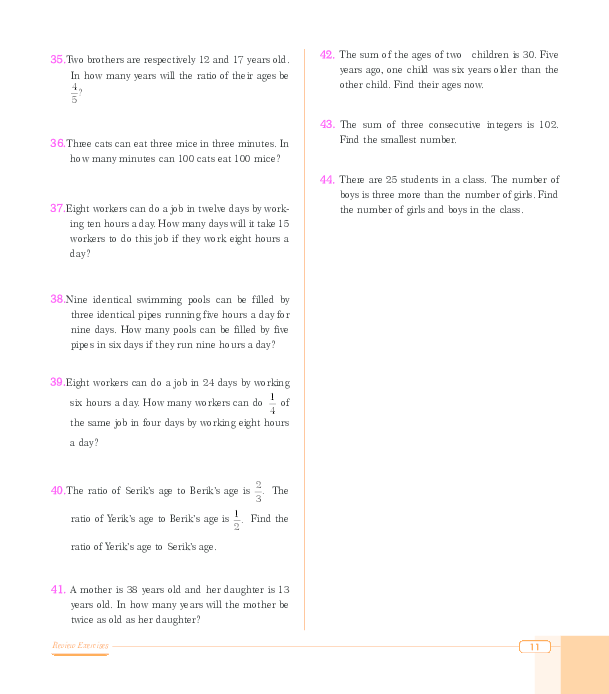 35. Two brothers are respectively 12 and 17 years old.
In how many years will the ratio of their ages be
4/5?
36. Three cats can eat three mice in three minutes. In
how many minutes can 100 cats eat 100 mice?
37. Eight workers can do a job in twelve days by work-
ing ten hours a day. How many days will it take 15
workers to do this job if they work eight hours a
day?
38. Nine identical swimming pools can be filled by
three identical pipes running five hours a day for
nine days. How many pools can be filled by five
pipes in six days if they run nine hours a day?
39. Eight workers can do a job in 24 days by working
six hours a day. How many workers can do 1/4 of
the same job in four days by working eight hours
a day?
40. The ratio of Serik's age to Berik's age is 2/3. The
ratio of Yerik's age to Berik's age is 1/2. Find the
ratio of Yerik's age to Serik's age.
41. A mother is 38 years old and her daughter is 13
years old. In how many years will the mother be
twice as old as her daughter?
42. The sum of the ages of two children is 30. Five
years ago, one child was six years older than the
other child. Find their ages now.
43. The sum of three consecutive integers is 102.
Find the smallest number.
44. There are 25 students in a class. The number of
boys is three more than the number of girls. Find
the number of girls and boys in the class.
Review Exercises
11